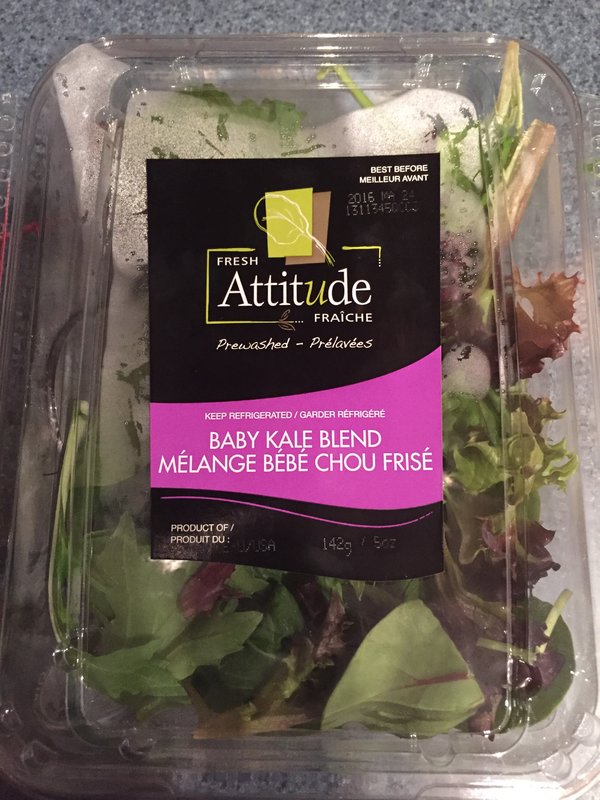 BEST BEFORE
MEILLEUR AVANT
2016 MA 24
FRESH
Attitude
FRAÎCHE
Prewashed - Prélavées
KEEP REFRIGERATED / GARDER RÉFRIGÉRÉ
BABY KALE BLEND
MÉLANGE BÉBÉ CHOU FRISÉ
PRODUCT OF /
PRODUIT DU :
/USA 142g / 5oz